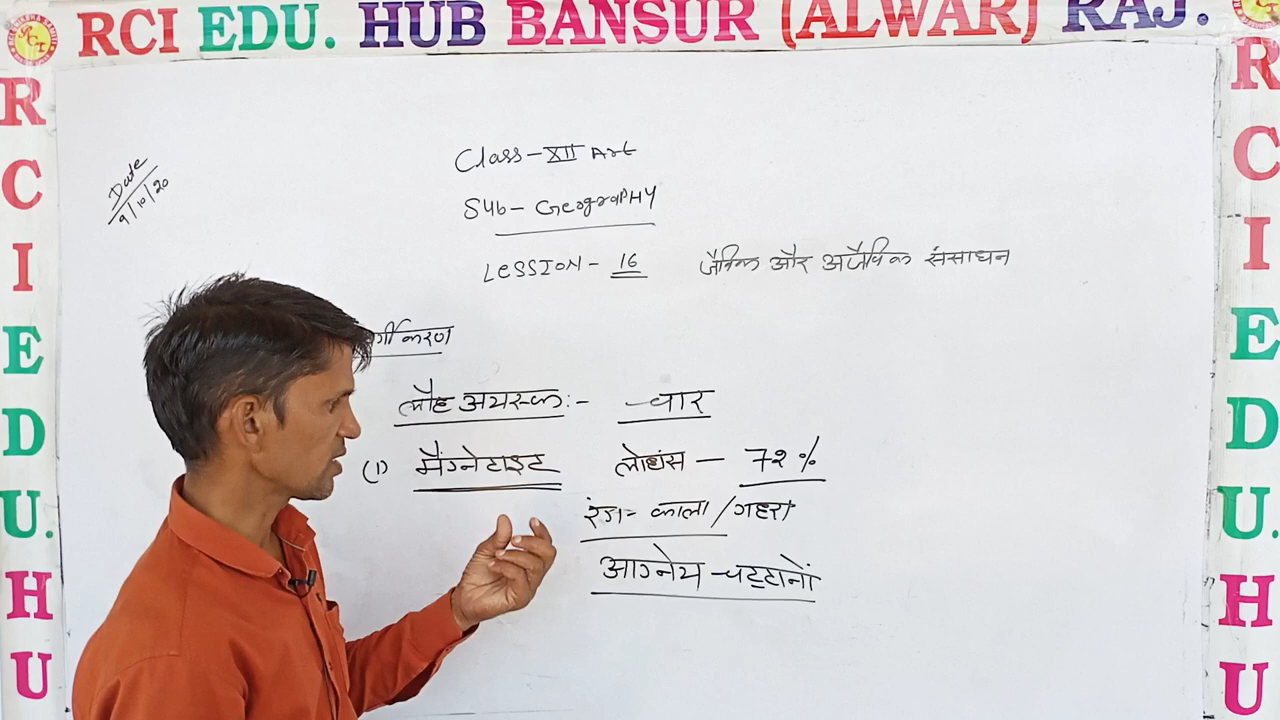 RCI EDU. HUB BANSUR (ALWAR) RAJ.
R C I E D U. H U
Date
9/10/20
Class-XII Art
Sub- GeograPHY
LeSSION- 16 जैविक और अजैविक संसाधन
र्गीकरण
लौह अयस्क:- चार
(1) मैग्नेटाइट लोधंस - 72%
रंग- काला/गहरा
आग्नेय चट्टानों
R C I E D U. H U